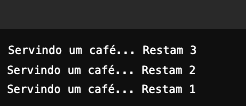 Servindo um café... Restam 3
Servindo um café... Restam 2
Servindo um café... Restam 1